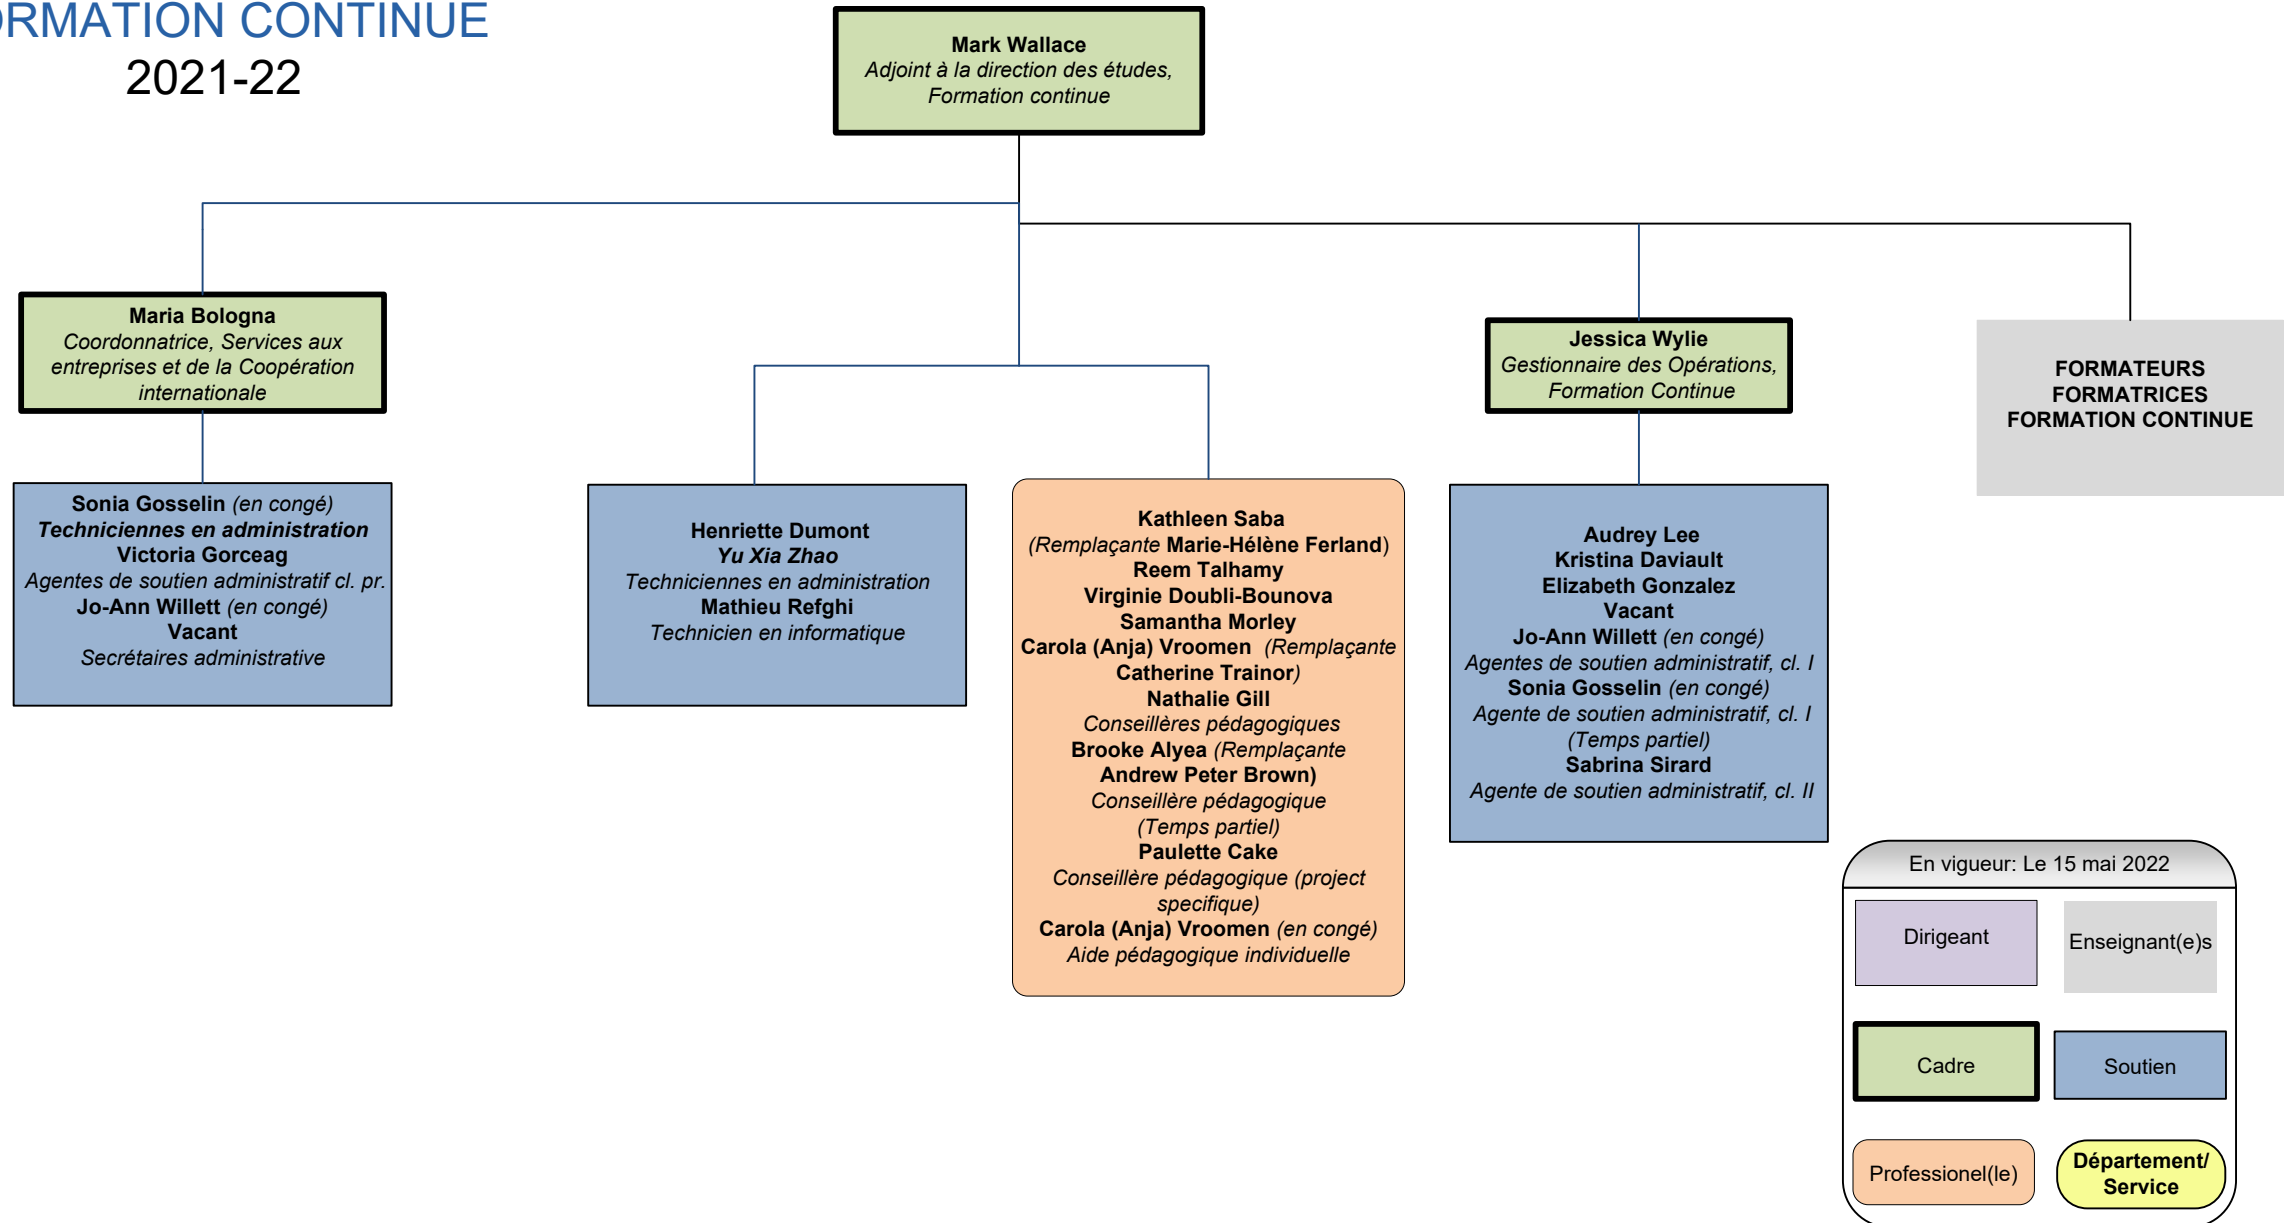 ORMATION CONTINUE
2021-22
Mark Wallace
Adjoint à la direction des études,
Formation continue
Maria Bologna
Coordonnatrice, Services aux
entreprises et de la Coopération
internationale
Jessica Wylie
Gestionnaire des Opérations,
Formation Continue
FORMATEURS
FORMATRICES
FORMATION CONTINUE
Sonia Gosselin (en congé)
Techniciennes en administration
Victoria Gorceag
Agentes de soutien administratif cl. pr.
Jo-Ann Willett (en congé)
Vacant
Secrétaires administrative
Henriette Dumont
Yu Xia Zhao
Techniciennes en administration
Mathieu Refghi
Technicien en informatique
Kathleen Saba
(Remplaçante Marie-Hélène Ferland)
Reem Talhamy
Virginie Doubli-Bounova
Samantha Morley
Carola (Anja) Vroomen (Remplaçante
Catherine Trainor)
Nathalie Gill
Conseillères pédagogiques
Brooke Alyea (Remplaçante
Andrew Peter Brown)
Conseillère pédagogique
(Temps partiel)
Paulette Cake
Conseillère pédagogique (project
specifique)
Carola (Anja) Vroomen (en congé)
Aide pédagogique individuelle
Audrey Lee
Kristina Daviault
Elizabeth Gonzalez
Vacant
Jo-Ann Willett (en congé)
Agentes de soutien administratif, cl. I
Sonia Gosselin (en congé)
Agente de soutien administratif, cl. I
(Temps partiel)
Sabrina Sirard
Agente de soutien administratif, cl. II
En vigueur: Le 15 mai 2022
Dirigeant
Enseignant(e)s
Cadre
Soutien
Professionel(le)
Département/
Service